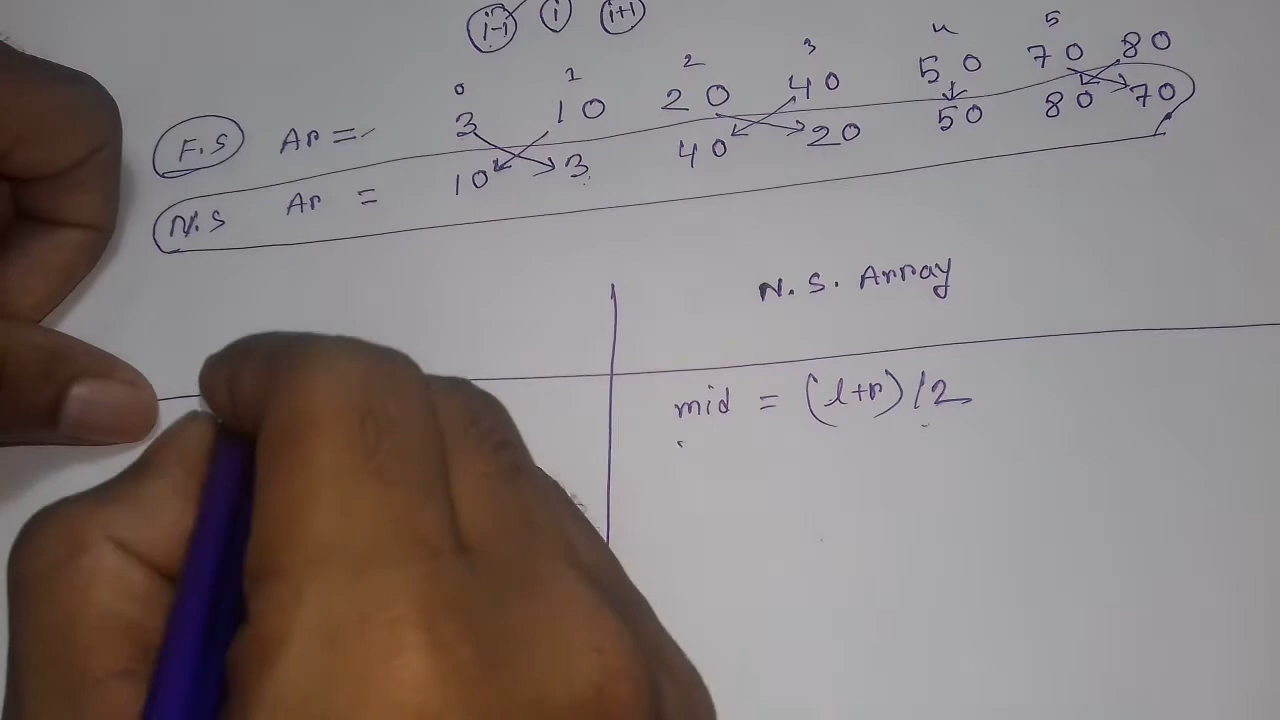 i-1 i i+1
0 1 2 3 4 5
F.S Ar = 3 10 20 40 50 70 80
N.S Ar = 10 3 40 20 50 80 70
N.S. Array
mid = (l+r)/2